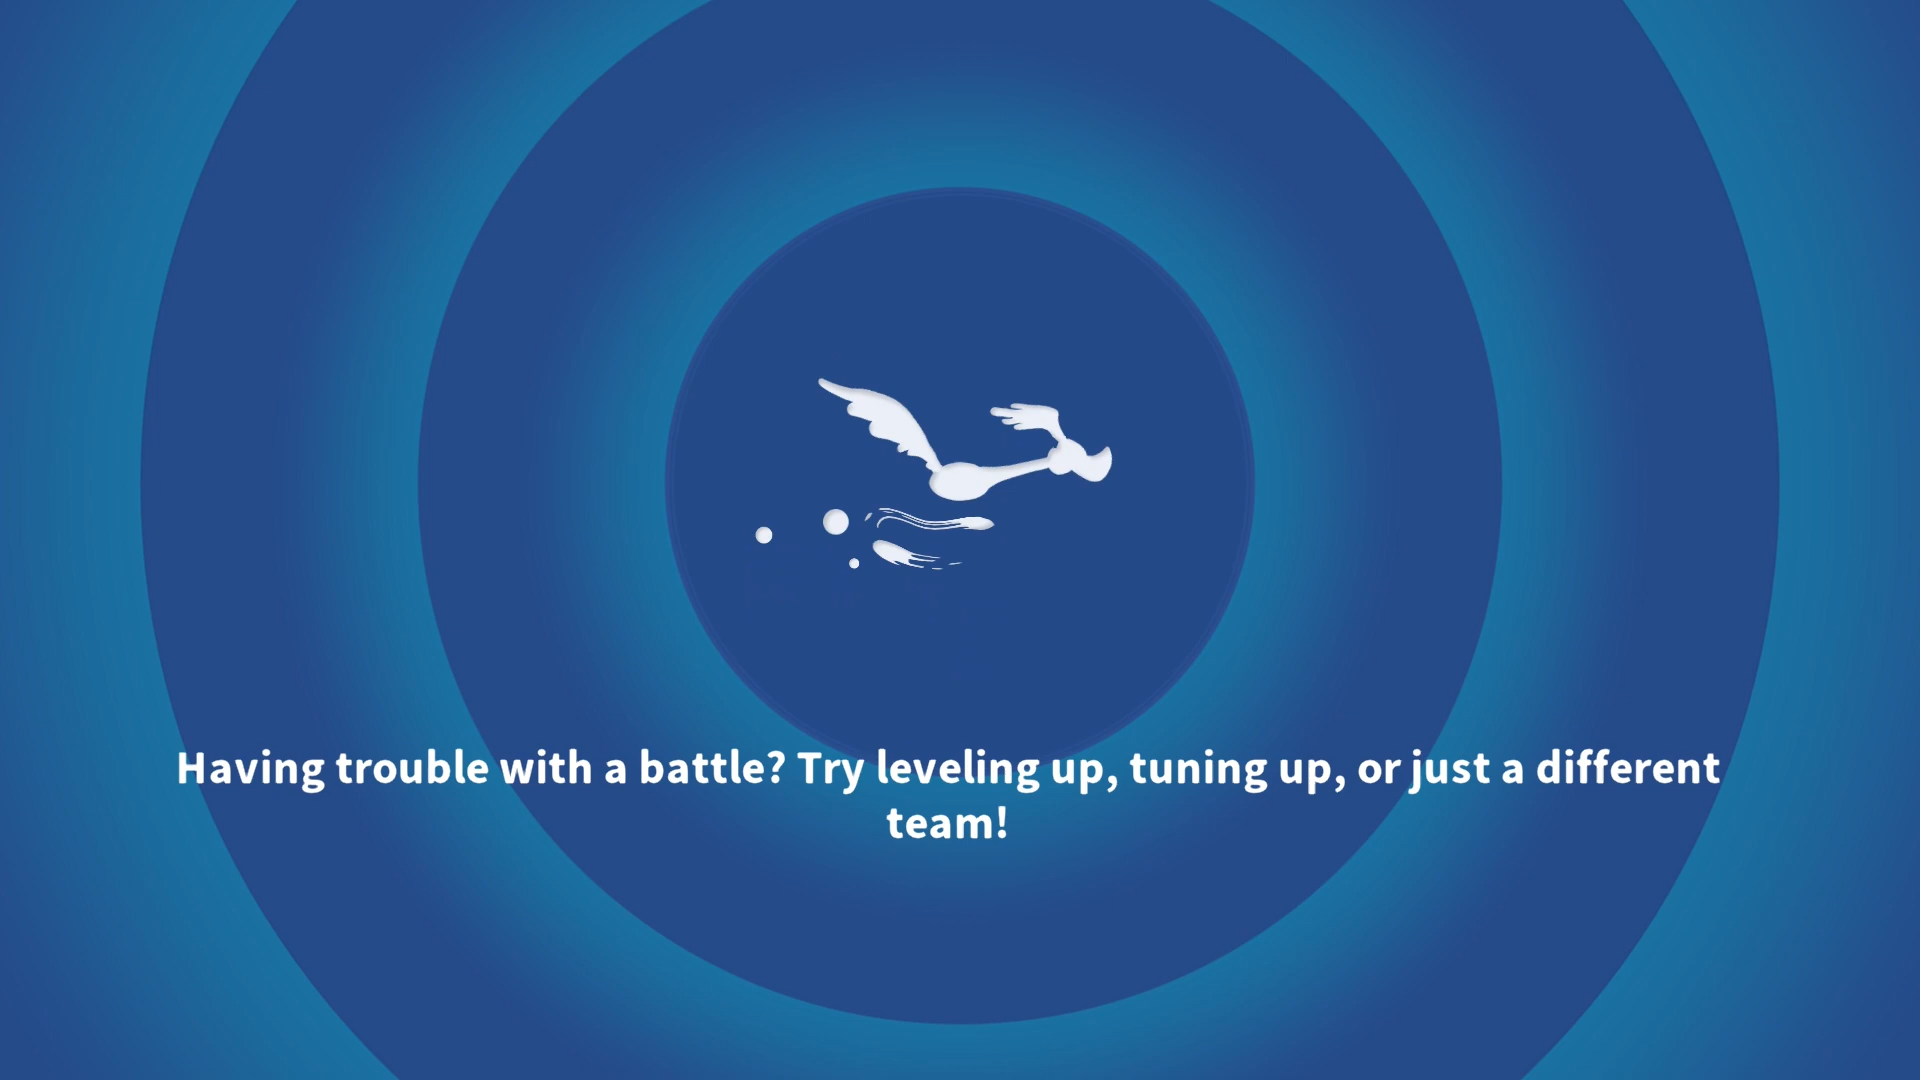 Having trouble with a battle? Try leveling up, tuning up, or just a different
team!